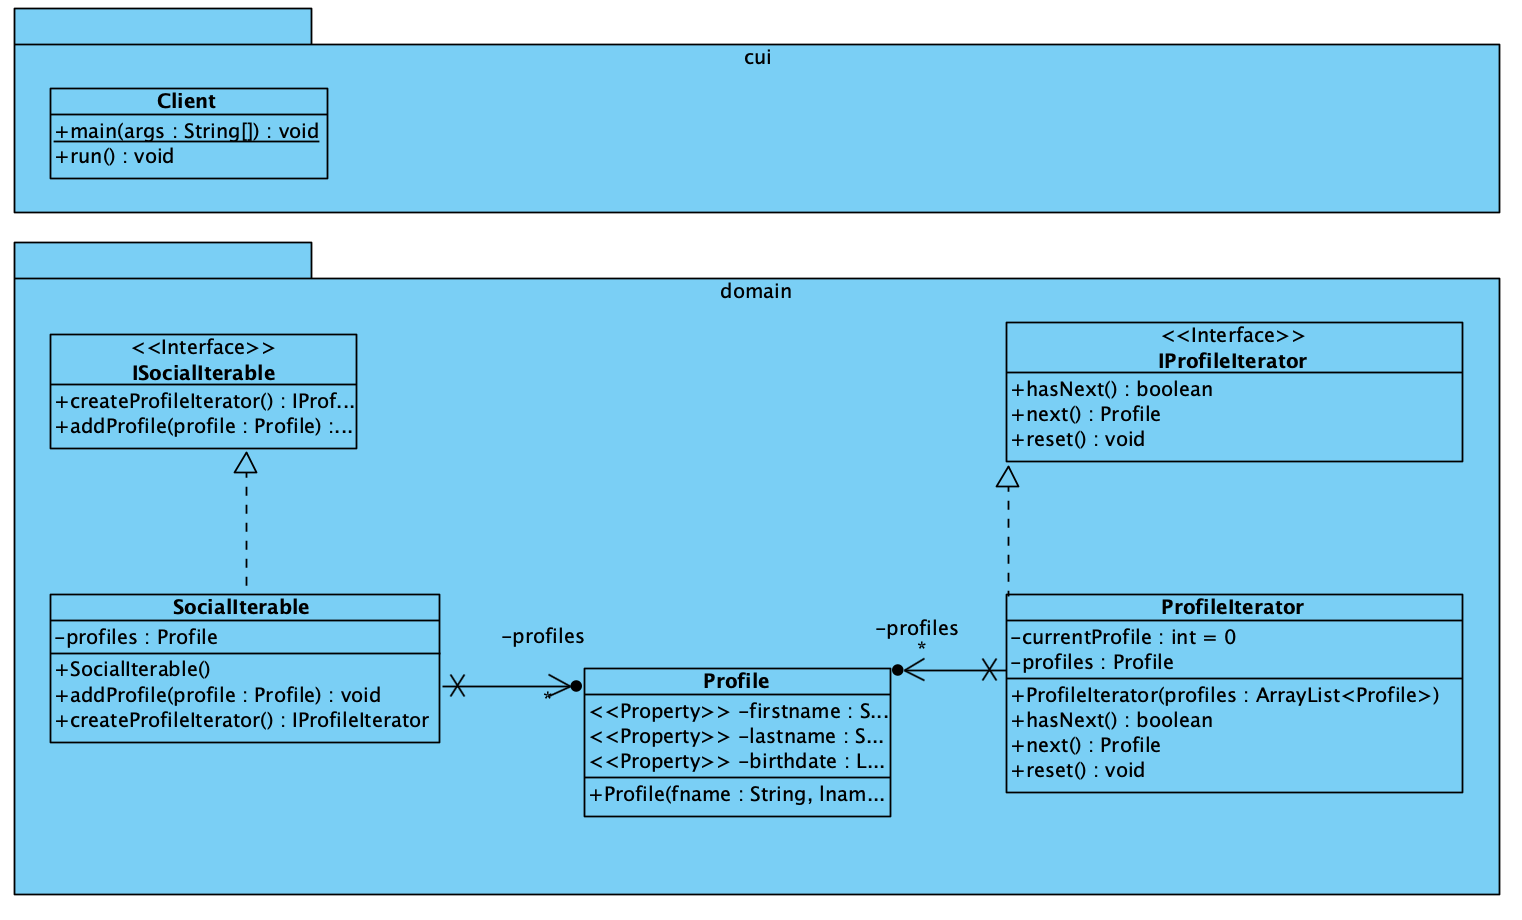 cui
Client
+main(args : String[]) : void
+run() : void
domain
<<Interface>>
ISocialIterable
+createProfileIterator() : IProf...
+addProfile(profile : Profile) :...
<<Interface>>
IProfileIterator
+hasNext() : boolean
+next() : Profile
+reset() : void
SocialIterable
-profiles : Profile
+SocialIterable()
+addProfile(profile : Profile) : void
+createProfileIterator() : IProfileIterator
-profiles
*
-profiles
*
Profile
<<Property>> -firstname : S...
<<Property>> -lastname : S...
<<Property>> -birthdate : L...
+Profile(fname : String, lnam...
ProfileIterator
-currentProfile : int = 0
-profiles : Profile
+ProfileIterator(profiles : ArrayList<Profile>)
+hasNext() : boolean
+next() : Profile
+reset() : void